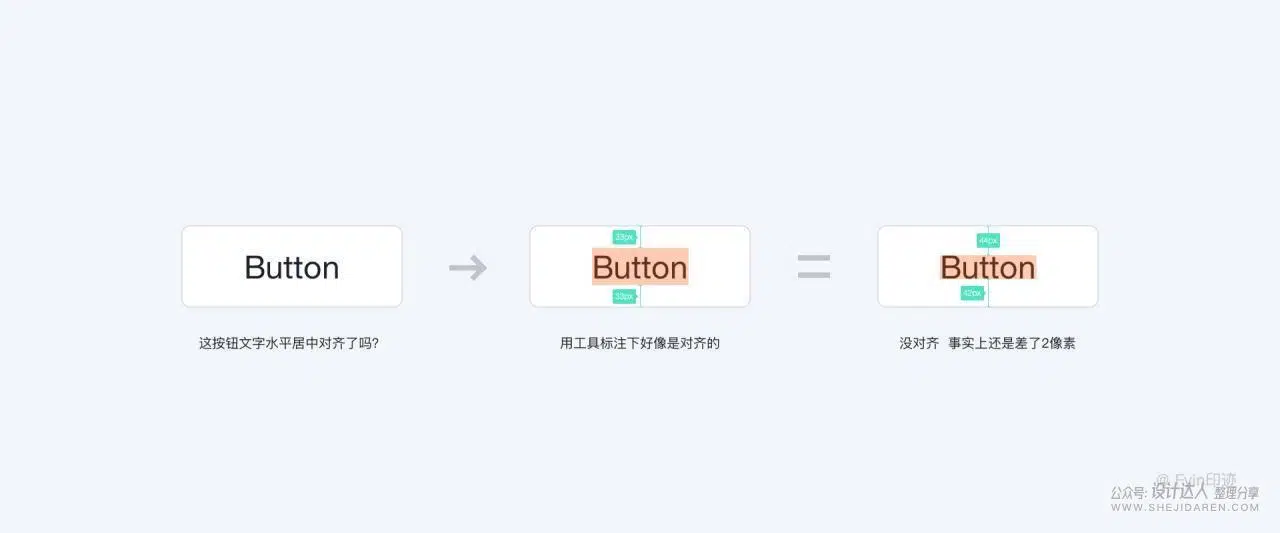 Button
33px
Button
33px
44px
Button
42px
这按钮文字水平居中对齐了吗?
用工具标注下好像是对齐的
没对齐 事实上还是差了2像素
@ Evin印迹
公众号: 设计达人 整理分享
WWW.SHEJIDAREN.COM